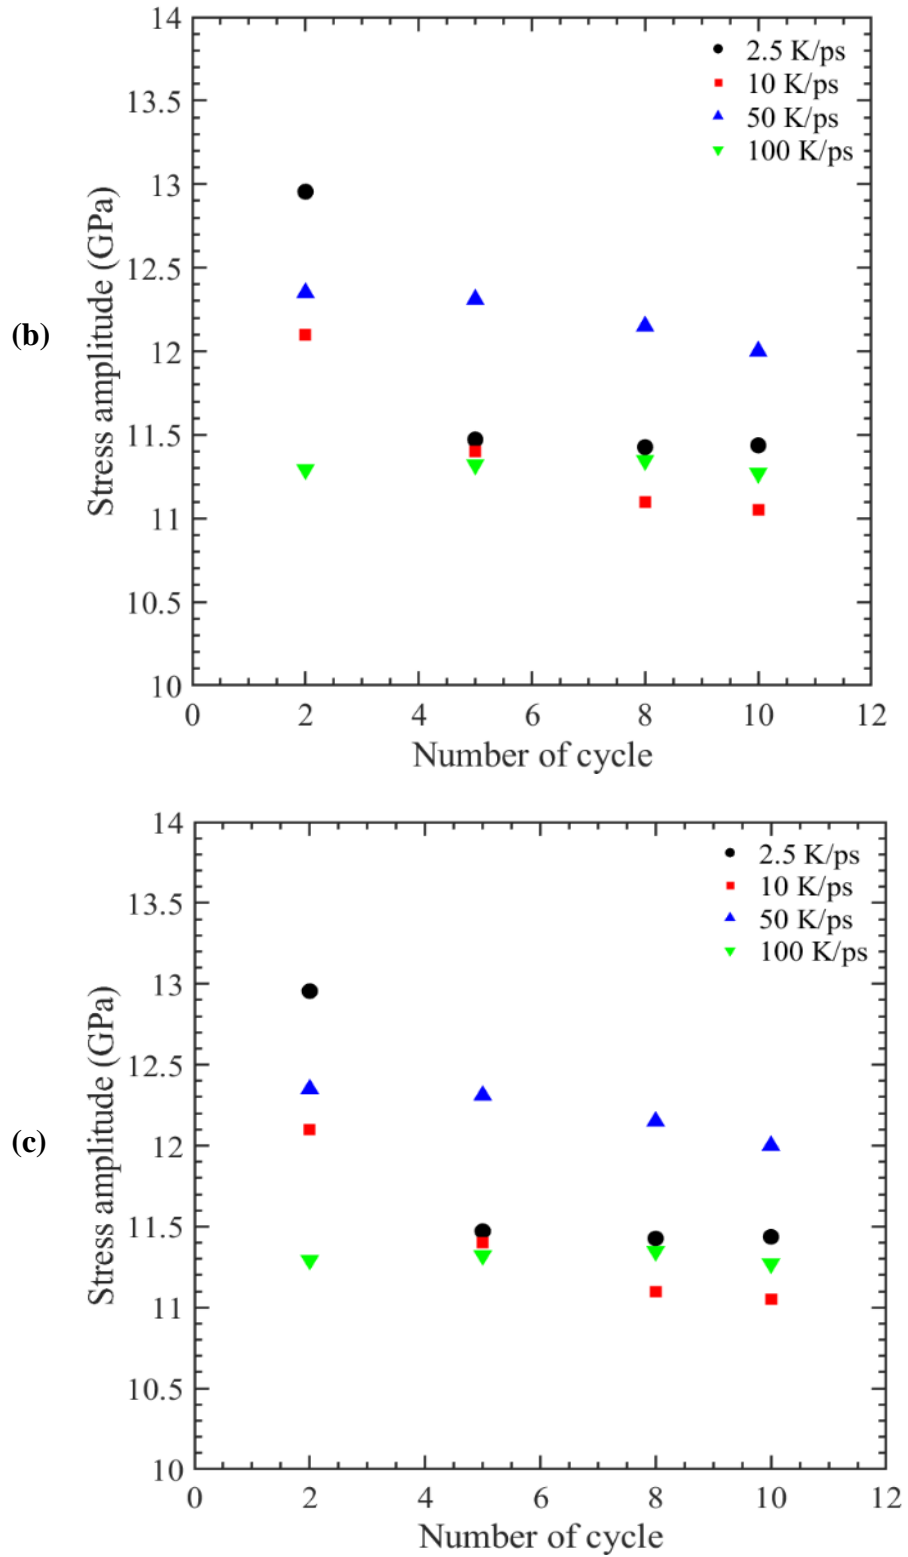 (b)
Stress amplitude (GPa)
14
13.5
13
12.5
12
11.5
11
10.5
10
2.5 K/ps
10 K/ps
50 K/ps
100 K/ps
0 2 4 6 8 10 12
Number of cycle
(c)
Stress amplitude (GPa)
14
13.5
13
12.5
12
11.5
11
10.5
10
2.5 K/ps
10 K/ps
50 K/ps
100 K/ps
0 2 4 6 8 10 12
Number of cycle